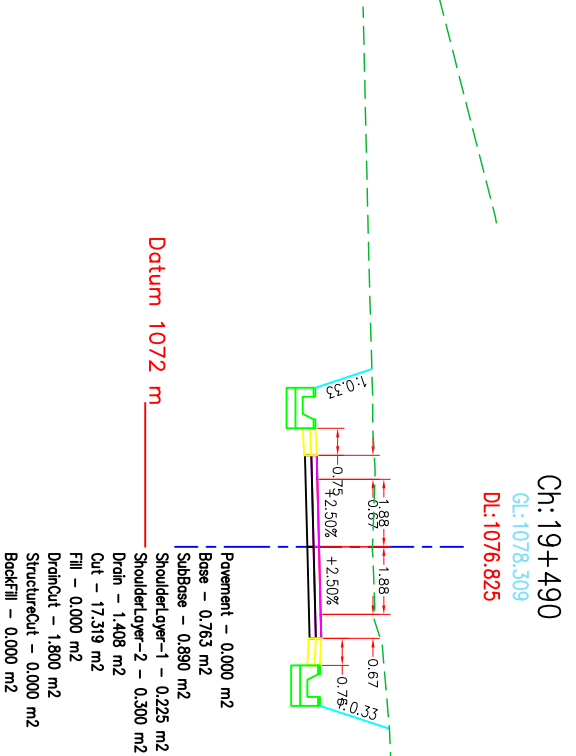 Ch: 19+490
GL:1078.309
DL:1076.825
1:0.33
0.75
0.67
1.88
1.88
0.67
0.75
+2.50%
+2.50%
0.33
Datum 1072 m
Pavement - 0.000 m2
Base - 0.763 m2
SubBase - 0.890 m2
ShoulderLayer-1 - 0.225 m2
ShoulderLayer-2 - 0.300 m2
Drain - 1.408 m2
Cut - 17.319 m2
Fill - 0.000 m2
DrainCut - 1.800 m2
StructureCut - 0.000 m2
BackFill - 0.000 m2